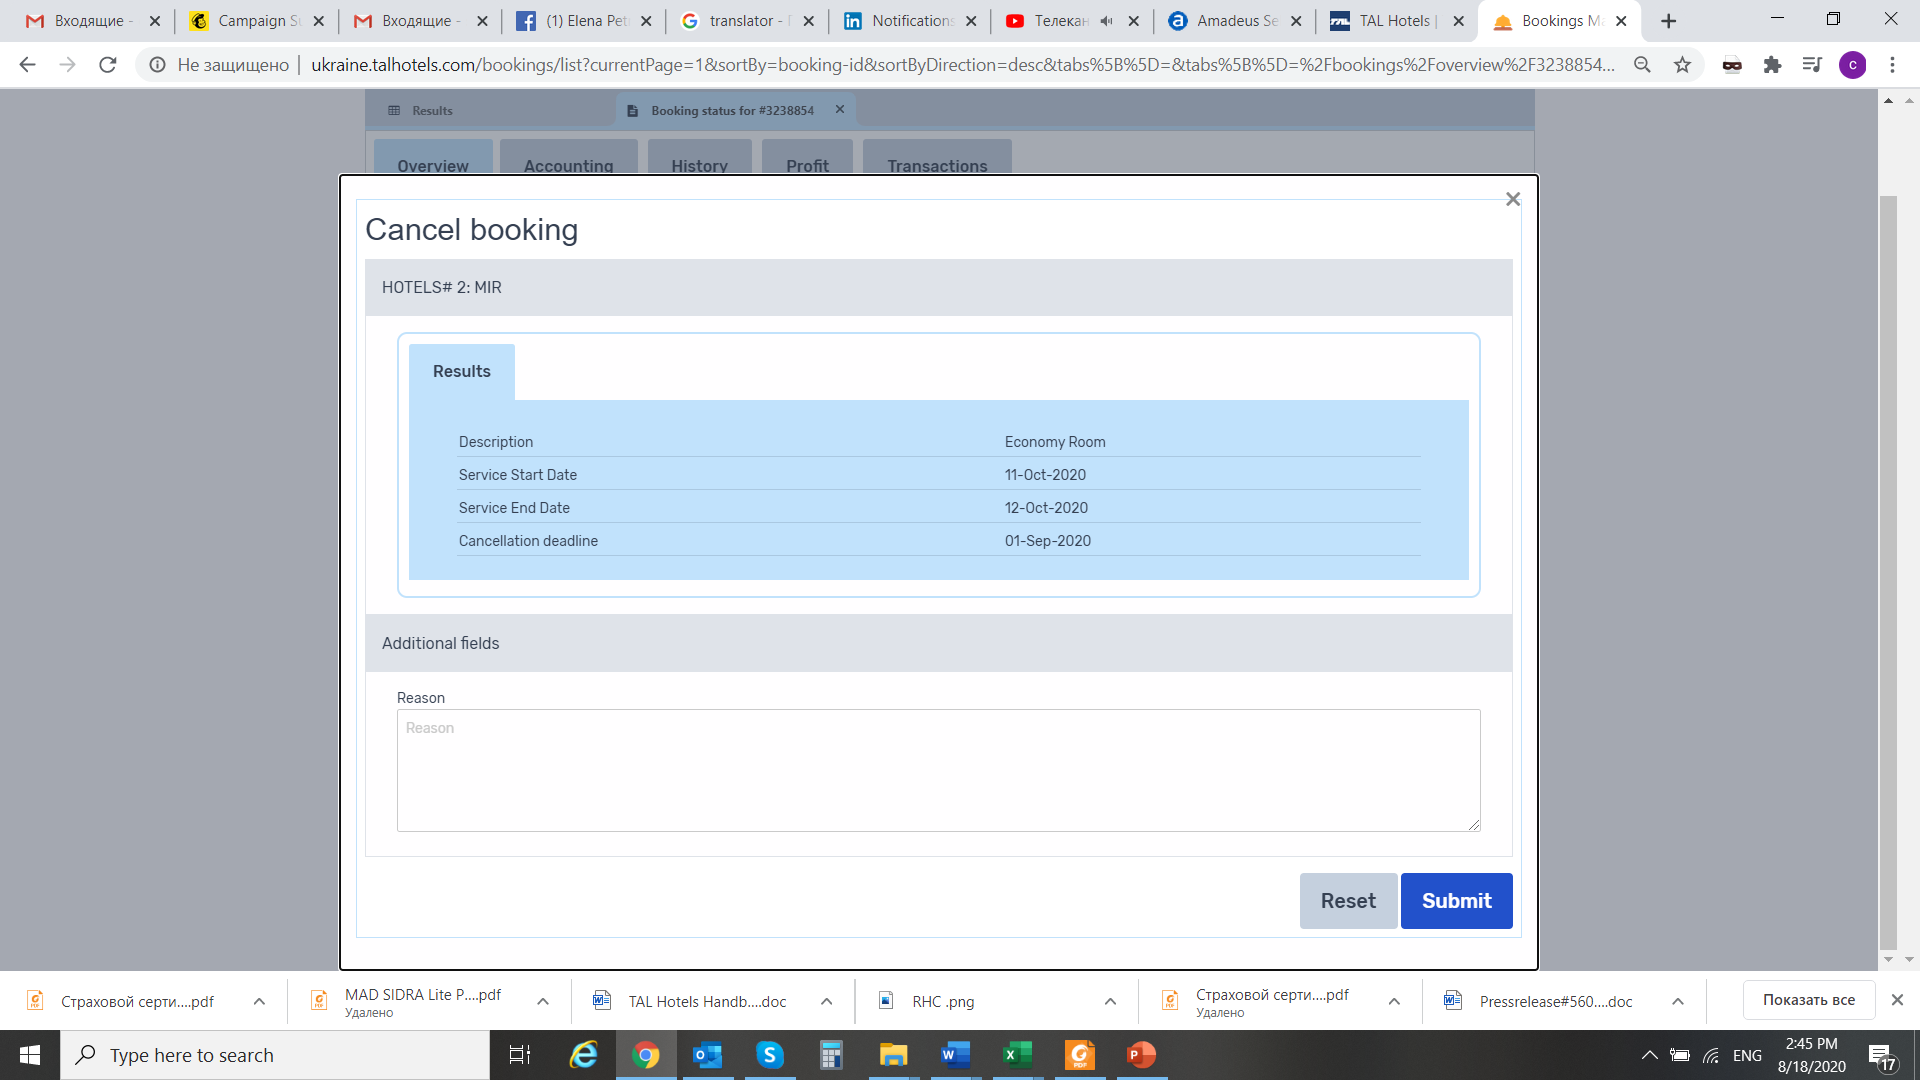 Входящие -
Campaign
Входящие -
(1) Elena Pet
translator -
Notifications
Телекан
Amadeus Se
TAL Hotels |
Bookings Ma
Не защищено | ukraine.talhotels.com/bookings/list?currentPage=1&sortBy=booking-id&sortByDirection=desc&tabs%5B%5D=&tabs%5B%5D=%2Fbookings%2Foverview%2F3238854...
Results
Booking status for #3238854
Overview
Accounting
History
Profit
Transactions
Cancel booking
HOTELS# 2: MIR
Results
Description Economy Room
Service Start Date 11-Oct-2020
Service End Date 12-Oct-2020
Cancellation deadline 01-Sep-2020
Additional fields
Reason
Reason
Reset
Submit
Страховой серти....pdf
MAD SIDRA Lite P....pdf
Удалено
TAL Hotels Handb....doc
RHC .png
Страховой серти....pdf
Удалено
Pressrelease#560....doc
Показать все
Type here to search
ENG
2:45 PM
8/18/2020
17